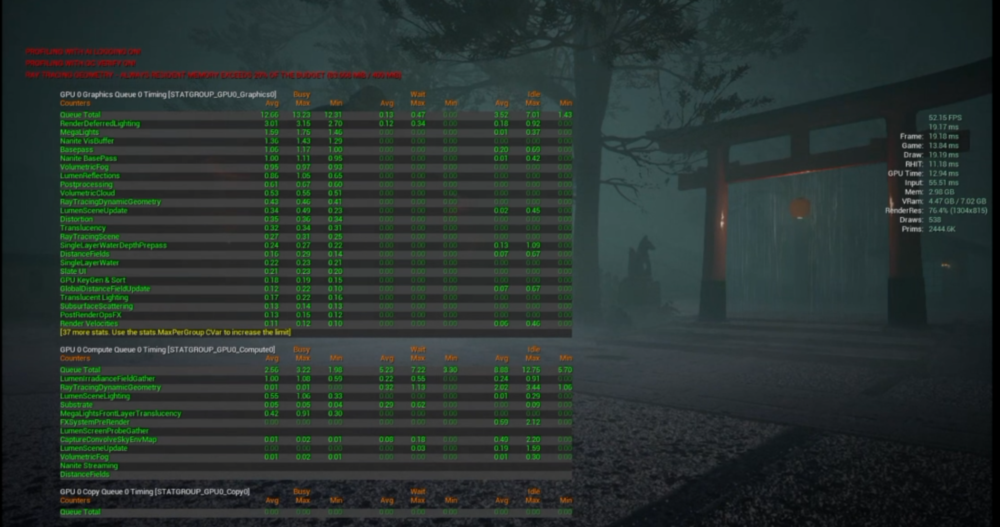 PROFILING WITH AI LOGGING ON!
PROFILING WITH GC VERIFY ON!
RAY TRACING GEOMETRY - ALWAYS RESIDENT MEMORY EXCEEDS 20% OF THE BUDGET (83.668 MiB / 400 MiB)
GPU 0 Graphics Queue 0 Timing [STATGROUP_GPU0_Graphics0] Busy Wait Idle
Counters Avg Max Min Avg Max Min Avg Max Min
Queue Total 12.66 13.23 12.31 0.13 0.47 0.00 3.52 7.01 1.43
RenderDeferredLighting 3.01 3.15 2.70 0.12 0.34 0.00 0.18 0.92 0.00
MegaLights 1.59 1.75 1.46 0.00 0.00 0.00 0.01 0.37 0.00
Nanite VisBuffer 1.36 1.43 1.29 0.00 0.00 0.00 0.00 0.00 0.00
Basepass 1.06 1.17 1.00 0.00 0.00 0.00 0.20 0.69 0.00
Nanite BasePass 1.00 1.11 0.95 0.00 0.00 0.00 0.01 0.42 0.00
VolumetricFog 0.95 0.97 0.93 0.00 0.00 0.00 0.00 0.00 0.00
LumenReflections 0.86 1.05 0.65 0.00 0.00 0.00 0.00 0.00 0.00
Postprocessing 0.61 0.67 0.60 0.00 0.00 0.00 0.00 0.00 0.00
VolumetricCloud 0.53 0.55 0.51 0.00 0.00 0.00 0.00 0.00 0.00
RayTracingDynamicGeometry 0.43 0.46 0.41 0.00 0.00 0.00 0.00 0.00 0.00
LumenSceneUpdate 0.34 0.49 0.23 0.00 0.00 0.00 0.02 0.45 0.00
Distortion 0.35 0.36 0.34 0.00 0.00 0.00 0.00 0.00 0.00
Translucency 0.32 0.34 0.31 0.00 0.00 0.00 0.00 0.00 0.00
RayTracingScene 0.27 0.31 0.25 0.00 0.00 0.00 0.00 0.00 0.00
SingleLayerWaterDepthPrepass 0.24 0.27 0.22 0.00 0.00 0.00 0.13 1.09 0.00
DistanceFields 0.16 0.29 0.14 0.00 0.00 0.00 0.07 0.67 0.00
SingleLayerWater 0.22 0.23 0.21 0.00 0.00 0.00 0.00 0.00 0.00
Slate UI 0.21 0.23 0.20 0.00 0.00 0.00 0.00 0.00 0.00
GPU KeyGen & Sort 0.18 0.19 0.15 0.00 0.00 0.00 0.00 0.00 0.00
GlobalDistanceFieldUpdate 0.12 0.22 0.10 0.00 0.00 0.00 0.07 0.67 0.00
Translucent Lighting 0.17 0.22 0.16 0.00 0.00 0.00 0.00 0.00 0.00
SubsurfaceScattering 0.13 0.14 0.13 0.00 0.00 0.00 0.00 0.00 0.00
PostRenderOpsFX 0.13 0.15 0.12 0.00 0.00 0.00 0.00 0.00 0.00
Render Velocities 0.11 0.12 0.10 0.00 0.00 0.00 0.06 0.46 0.00
[37 more stats. Use the stats.MaxPerGroup CVar to increase the limit]
GPU 0 Compute Queue 0 Timing [STATGROUP_GPU0_Compute0] Busy Wait Idle
Counters Avg Max Min Avg Max Min Avg Max Min
Queue Total 2.56 3.22 1.98 5.23 7.22 3.30 8.88 12.75 5.70
LumenIrradianceFieldGather 1.00 1.08 0.59 0.22 0.55 0.00 0.24 0.91 0.00
RayTracingDynamicGeometry 0.01 0.01 0.00 0.32 1.13 0.00 2.02 3.44 1.06
LumenSceneLighting 0.55 1.06 0.33 0.00 0.00 0.00 0.01 0.29 0.00
Substrate 0.05 0.05 0.04 0.29 0.62 0.00 0.00 0.09 0.00
MegaLightsFrontLayerTranslucency 0.42 0.91 0.30 0.00 0.00 0.00 0.00 0.00 0.00
FXSystemPreRender 0.00 0.00 0.00 0.00 0.00 0.00 0.59 2.12 0.00
LumenScreenProbeGather
CaptureConvolveSkyEnvMap 0.01 0.02 0.01 0.08 0.18 0.00 0.40 2.20 0.00
LumenSceneUpdate 0.00 0.00 0.00 0.00 0.03 0.00 0.19 1.59 0.00
VolumetricFog 0.01 0.02 0.01 0.00 0.00 0.00 0.01 0.30 0.00
Nanite Streaming
DistanceFields
GPU 0 Copy Queue 0 Timing [STATGROUP_GPU0_Copy0] Busy Wait Idle
Counters Avg Max Min Avg Max Min Avg Max Min
Queue Total 0.00 0.00 0.00 0.00 0.00 0.00 0.00 0.00 0.00
52.15 FPS
19.17 ms
Frame: 19.18 ms
Game: 13.84 ms
Draw: 19.19 ms
RHIT: 11.18 ms
GPU Time: 12.94 ms
Input: 55.51 ms
Mem: 2.98 GB
VRam: 4.47 GB / 7.02 GB
RenderRes: 76.4% (1304x815)
Draws: 538
Prims: 2444.6K